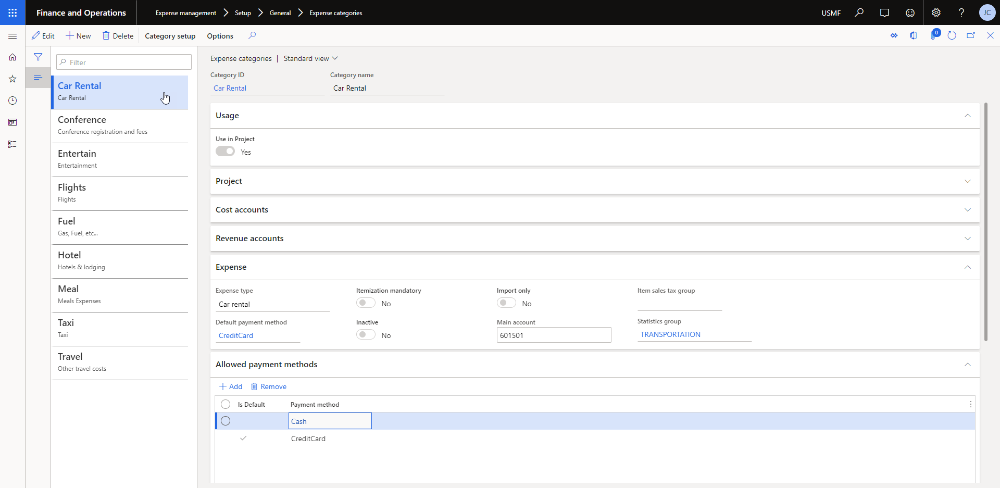 Finance and Operations
Expense management > Setup > General > Expense categories
USMF
JC
Edit
New
Delete
Category setup
Options
0
Filter
Car Rental
Car Rental
Conference
Conference registration and fees
Entertain
Entertainment
Flights
Flights
Fuel
Gas, Fuel, etc...
Hotel
Hotels & lodging
Meal
Meals Expenses
Taxi
Taxi
Travel
Other travel costs
Expense categories | Standard view
Category ID
Category name
Car Rental
Car Rental
Usage
Use in Project
Yes
Project
Cost accounts
Revenue accounts
Expense
Expense type
Itemization mandatory
Import only
Item sales tax group
Car rental
No
No
Default payment method
Inactive
Main account
Statistics group
CreditCard
No
601501
TRANSPORTATION
Allowed payment methods
Add
Remove
Is Default
Payment method
Cash
CreditCard